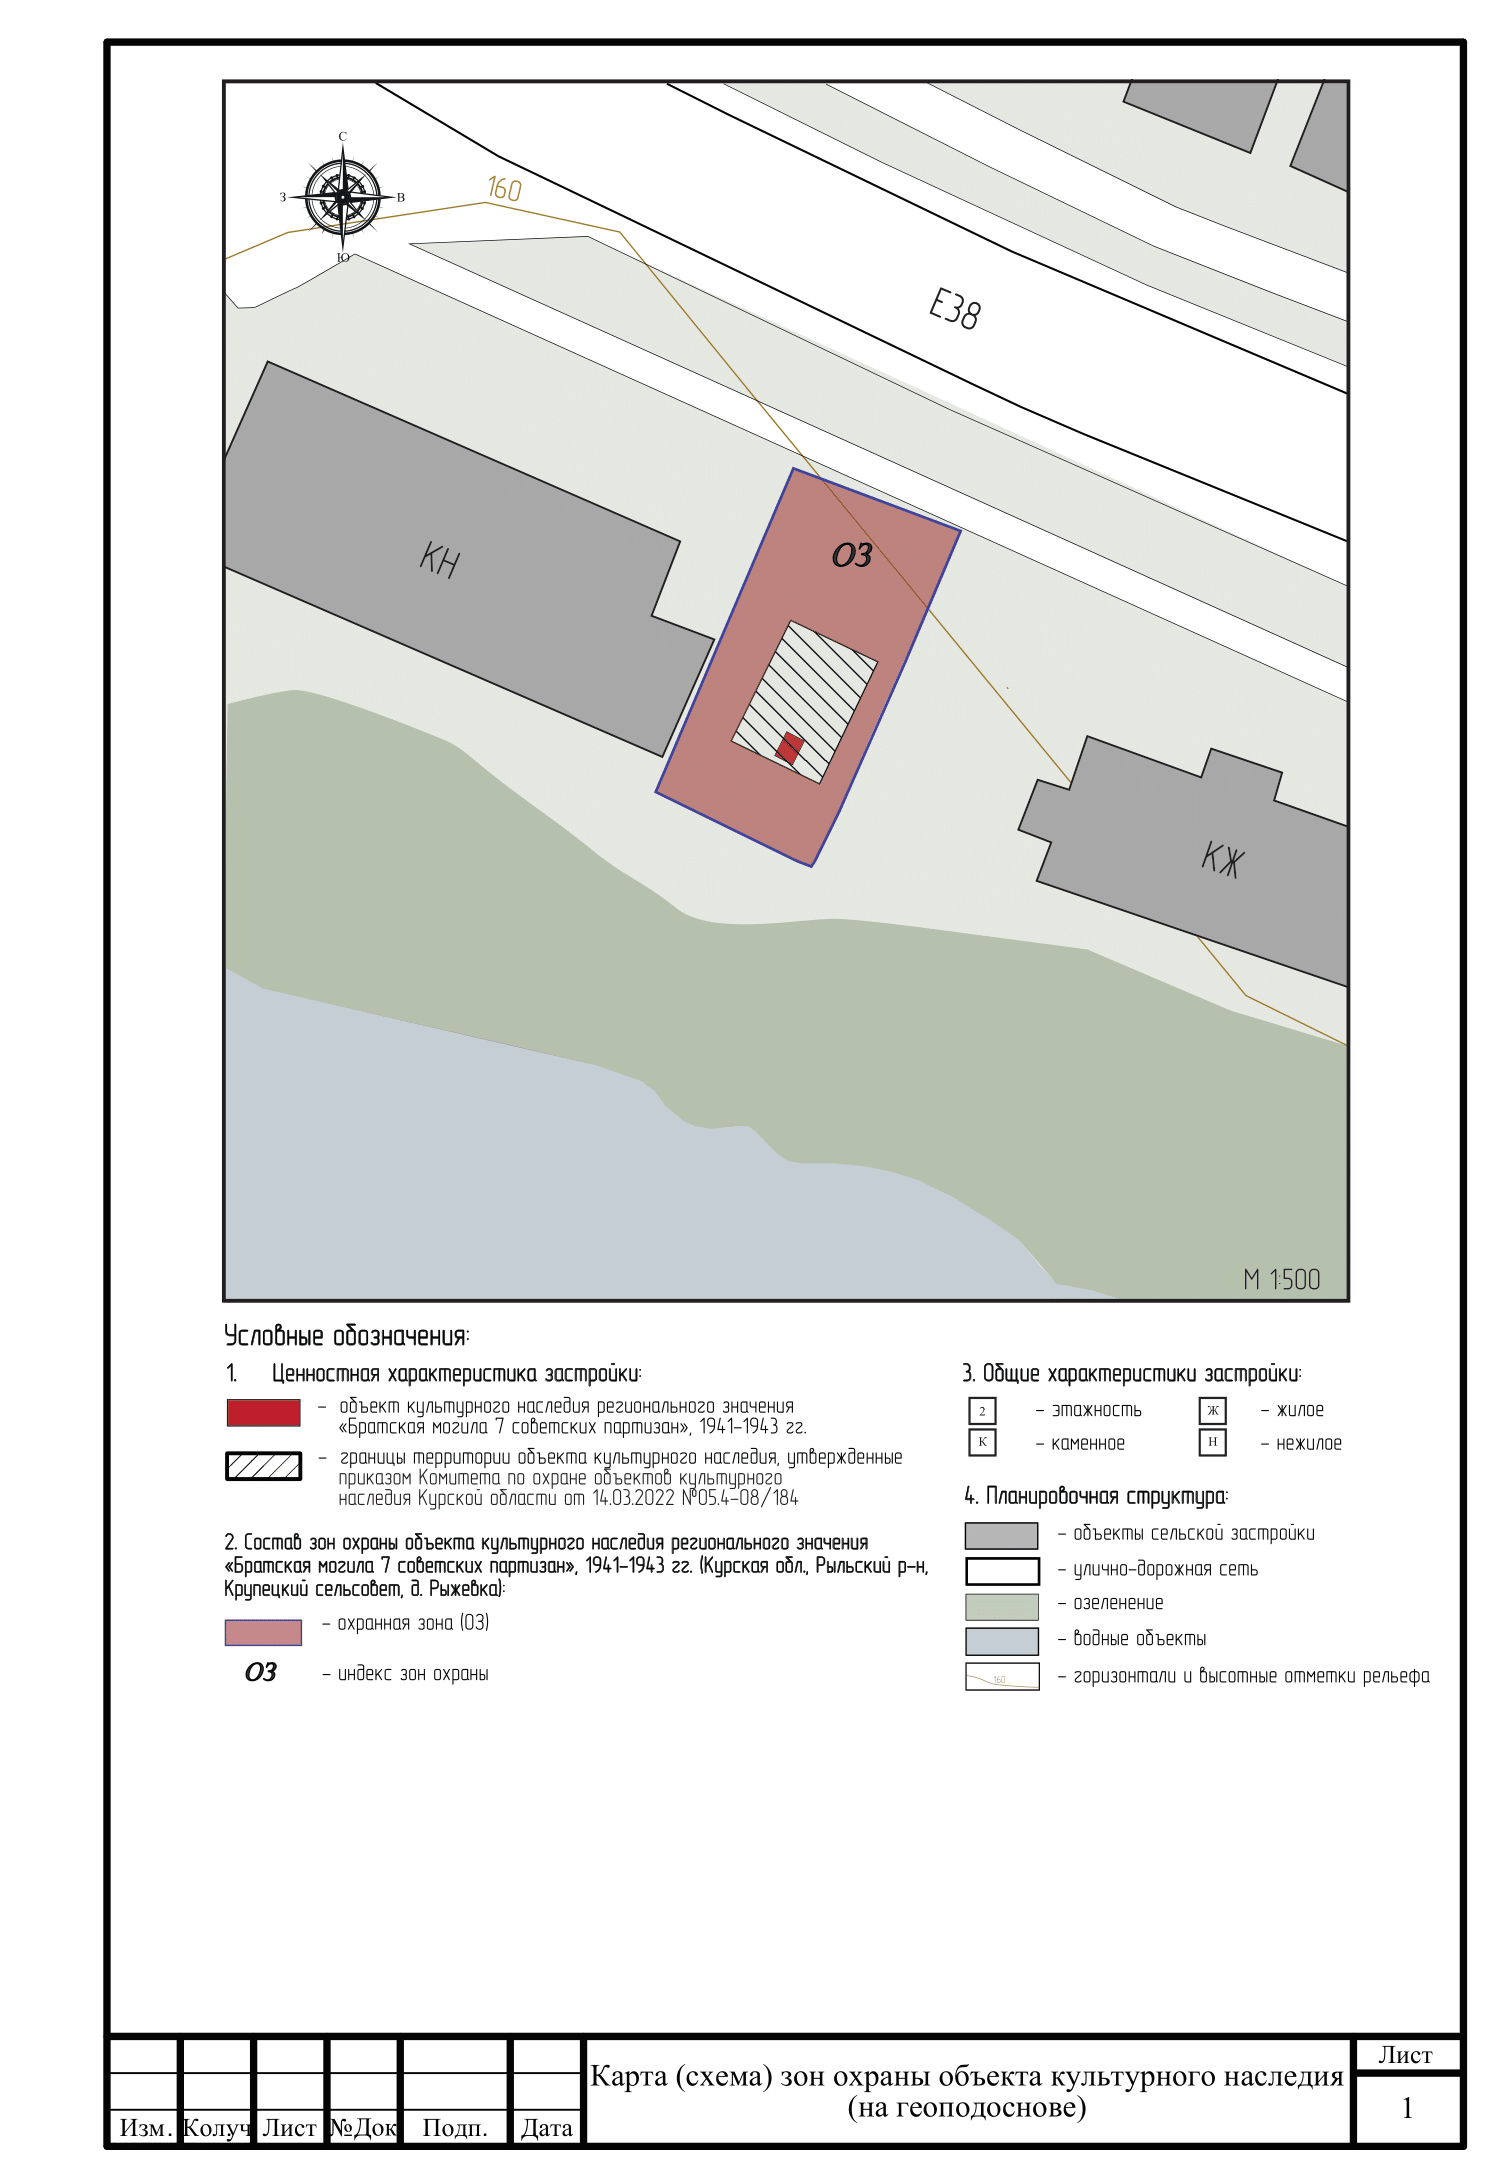 С
З
В
Ю
160
Е38
КН
ОЗ
КЖ
М 1:500
Условные обозначения:
1. Ценностная характеристика застройки:
– объект культурного наследия регионального значения
«Братская могила 7 советских партизан», 1941-1943 гг.
– границы территории объекта культурного наследия, утвержденные
приказом Комитета по охране объектов культурного
наследия Курской области от 14.03.2022 №05.4-08/184
2. Состав зон охраны объекта культурного наследия регионального значения
«Братская могила 7 советских партизан», 1941-1943 гг. (Курская обл., Рыльский р-н,
Крупецкий сельсовет, д. Рыжевка):
– охранная зона (ОЗ)
ОЗ – индекс зон охраны
3. Общие характеристики застройки:
2 – этажность Ж – жилое
К – каменное Н – нежилое
4. Планировочная структура:
– объекты сельской застройки
– улично-дорожная сеть
– озеленение
– водные объекты
160 – горизонтали и высотные отметки рельефа
Изм. Колуч Лист №Док Подп. Дата
Карта (схема) зон охраны объекта культурного наследия
(на геоподоснове)
Лист
1